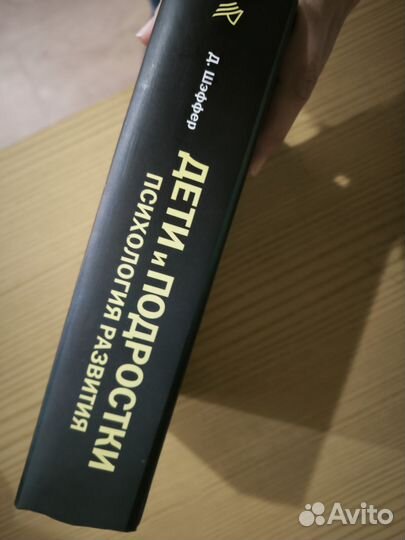 Д. Шэффер
ДЕТИ и ПОДРОСТКИ
ПСИХОЛОГИЯ РАЗВИТИЯ
Avito